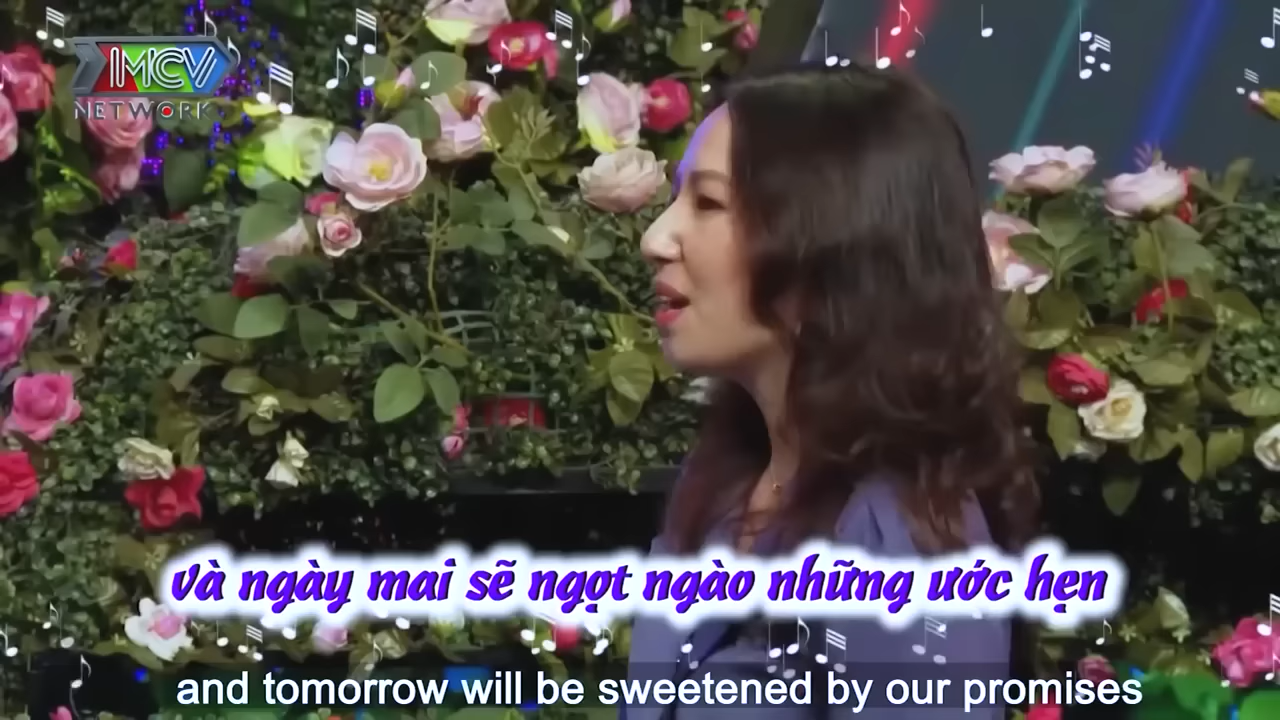 MCV
NETWORK
và ngày mai sẽ ngọt ngào những ước hẹn
and tomorrow will be sweetened by our promises